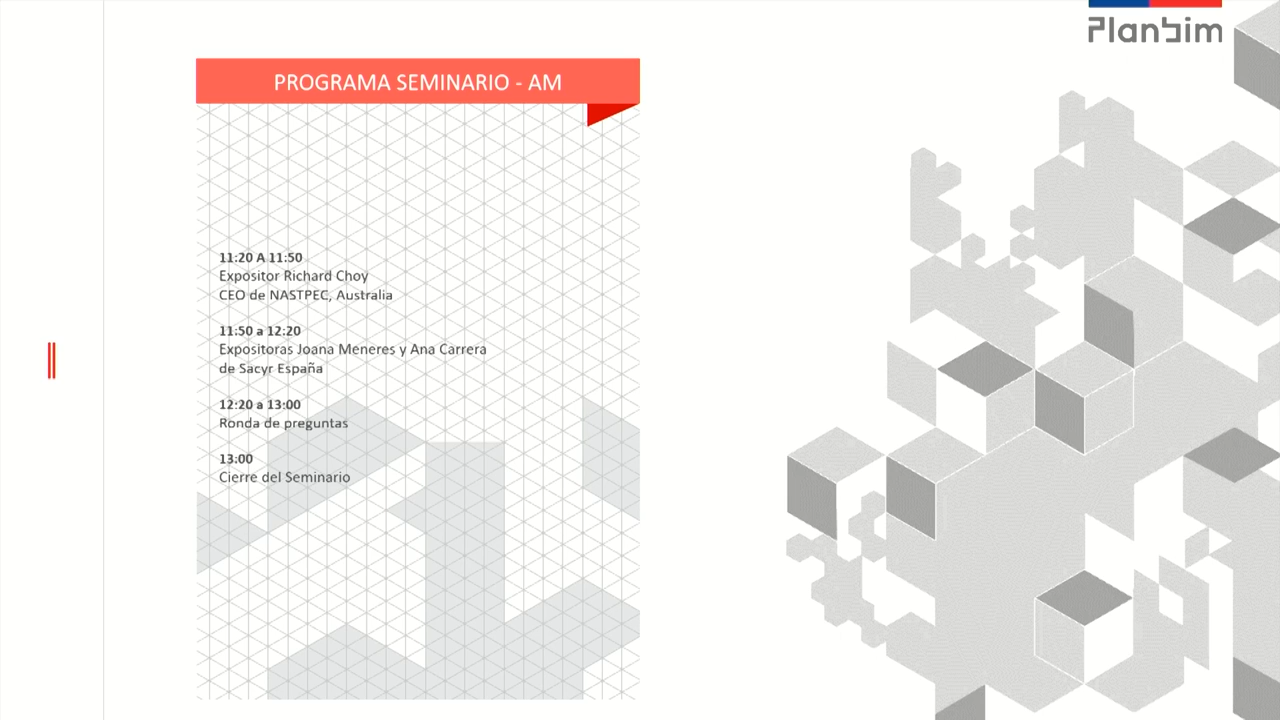 PlanBim
PROGRAMA SEMINARIO - AM
11:20 A 11:50
Expositor Richard Choy
CEO de NASTPEC, Australia
11:50 a 12:20
Expositoras Joana Meneres y Ana Carrera
de Sacyr España
12:20 a 13:00
Ronda de preguntas
13:00
Cierre del Seminario